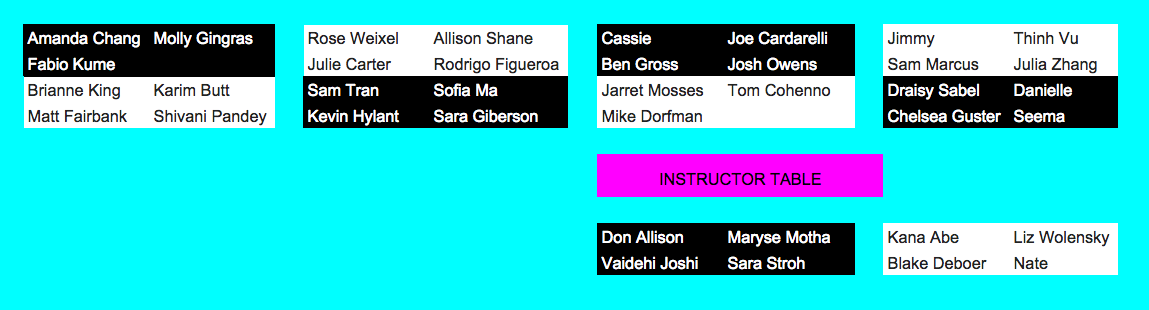 Amanda Chang Molly Gingras
Fabio Kume
Brianne King Karim Butt
Matt Fairbank Shivani Pandey
Rose Weixel Allison Shane
Julie Carter Rodrigo Figueroa
Sam Tran Sofia Ma
Kevin Hylant Sara Giberson
Cassie Joe Cardarelli
Ben Gross Josh Owens
Jarret Mosses Tom Cohenno
Mike Dorfman
Jimmy Thinh Vu
Sam Marcus Julia Zhang
Draisy Sabel Danielle
Chelsea Guster Seema
INSTRUCTOR TABLE
Don Allison Maryse Motha
Vaidehi Joshi Sara Stroh
Kana Abe Liz Wolensky
Blake Deboer Nate